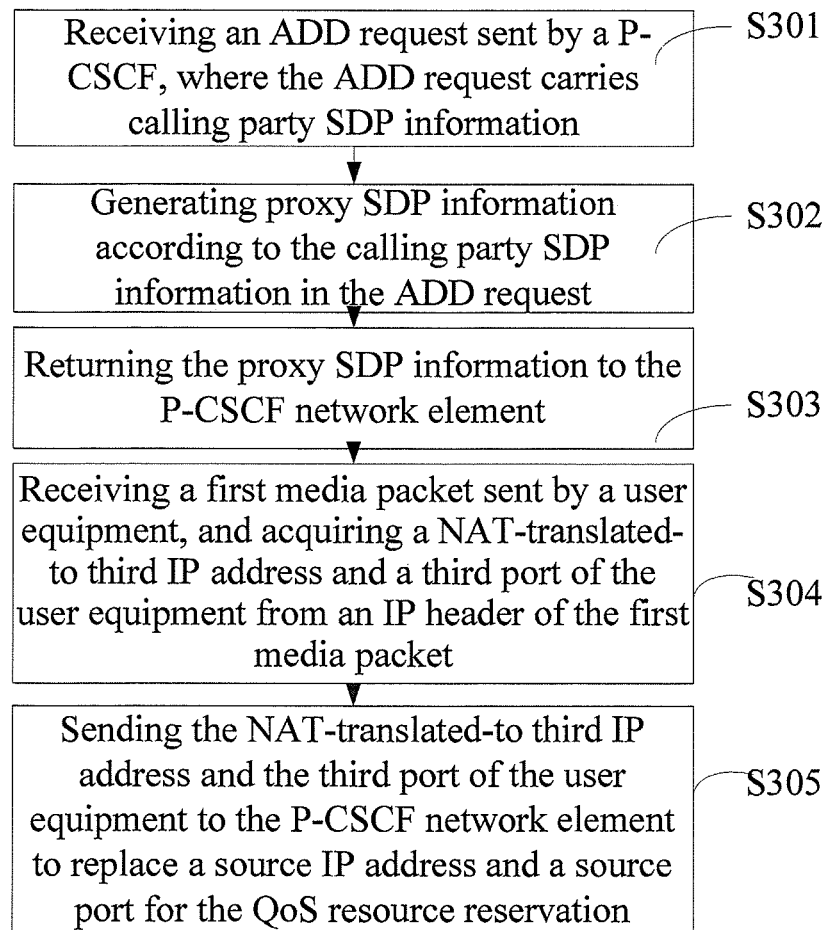 Receiving an ADD request sent by a P-
CSCF, where the ADD request carries
calling party SDP information
S301
Generating proxy SDP information
according to the calling party SDP
information in the ADD request
S302
Returning the proxy SDP information to the
P-CSCF network element
S303
Receiving a first media packet sent by a user
equipment, and acquiring a NAT-translated-
to third IP address and a third port of the
user equipment from an IP header of the first
media packet
S304
Sending the NAT-translated-to third IP
address and the third port of the user
equipment to the P-CSCF network element
to replace a source IP address and a source
port for the QoS resource reservation
S305